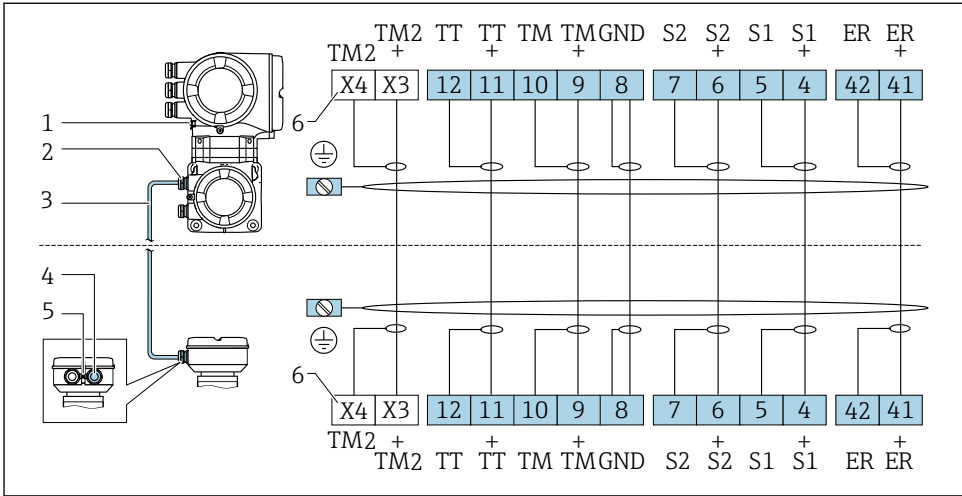 TM2 TT TT TM TM GND S2 S2 S1 S1 ER ER
TM2 + + + + + +
X4 X3 12 11 10 9 8 7 6 5 4 42 41
6
1
2
3
4
5
6
X4 X3 12 11 10 9 8 7 6 5 4 42 41
TM2 + + + + + +
TM2 TT TT TM TM GND S2 S2 S1 S1 ER ER